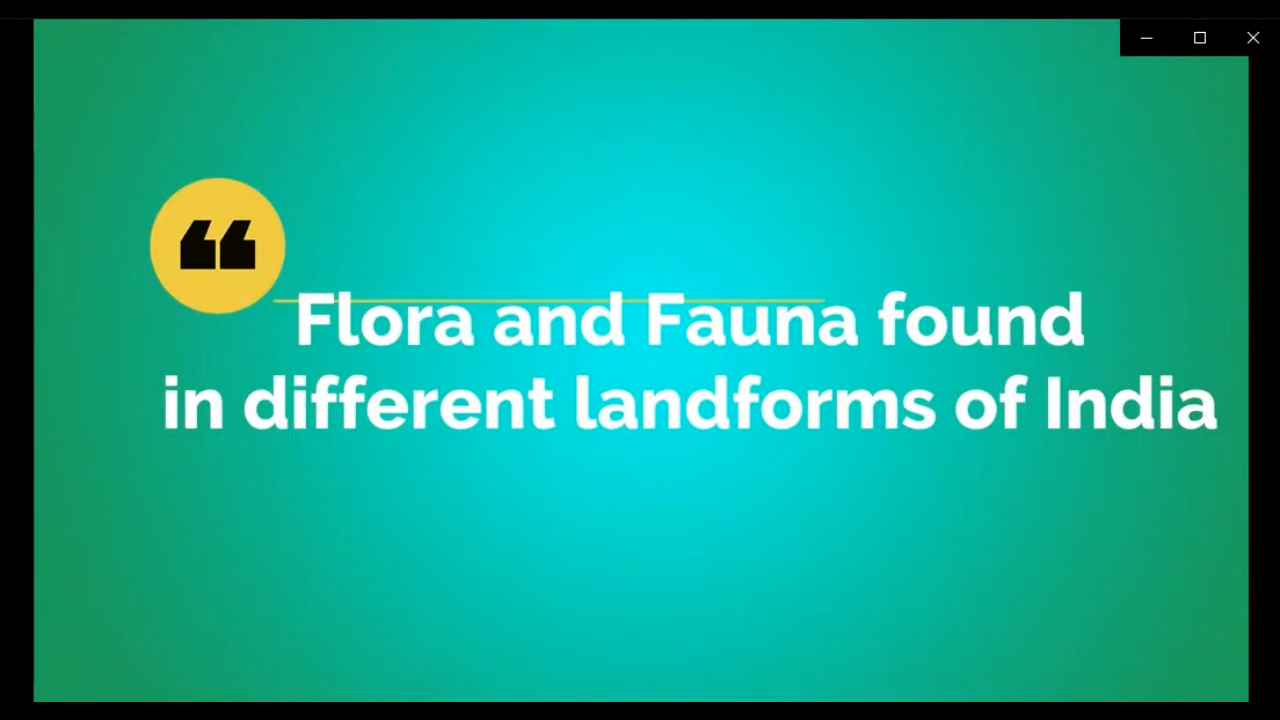 ❝
Flora and Fauna found
in different landforms of India